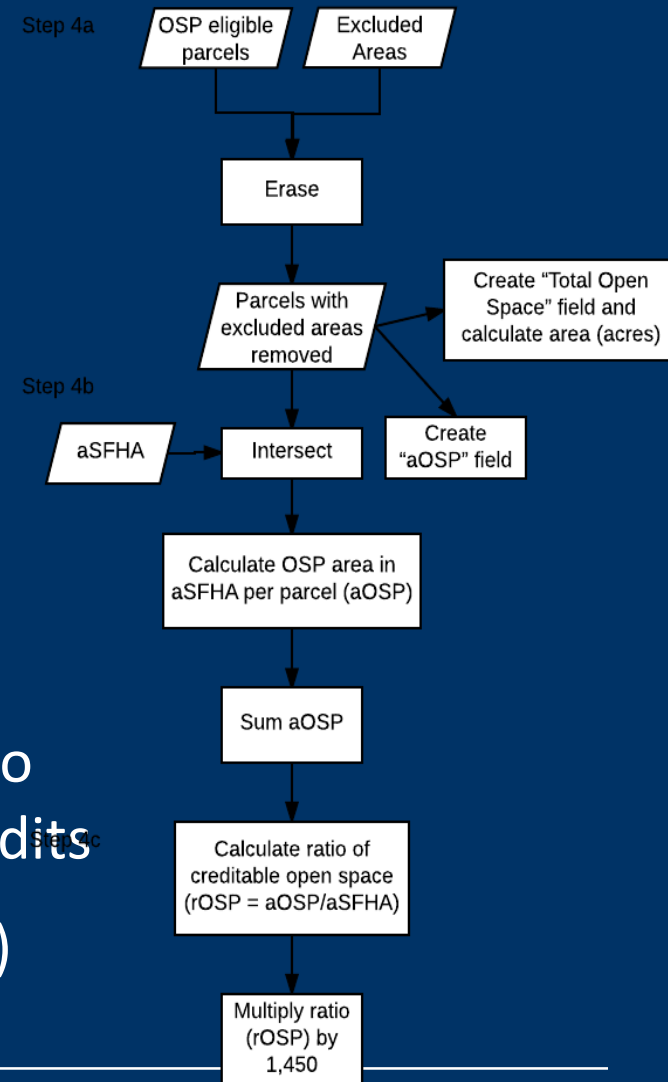 Step 4a
OSP eligible
parcels
Excluded
Areas
Erase
Parcels with
excluded areas
removed
Create “Total Open
Space” field and
calculate area (acres)
Create
“aOSP” field
Step 4b
aSFHA
Intersect
Calculate OSP area in
aSFHA per parcel (aOSP)
Sum aOSP
o
dits
)
Step 4c
Calculate ratio of
creditable open space
(rOSP = aOSP/aSFHA)
Multiply ratio
(rOSP) by
1,450